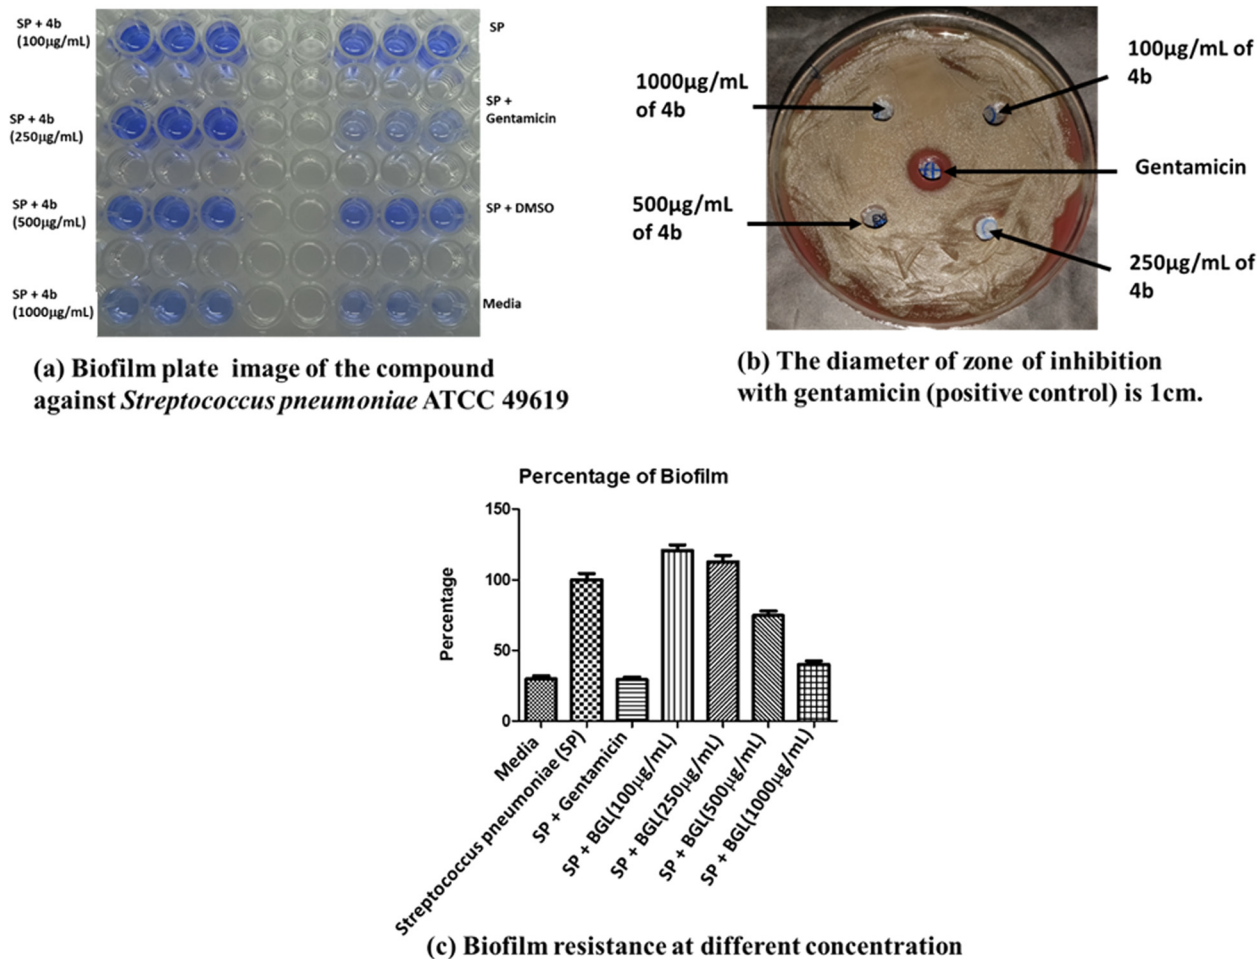 SP + 4b
(100µg/mL)
SP
SP +
Gentamicin
SP + 4b
(250µg/mL)
SP + 4b
(500µg/mL)
SP + DMSO
SP + 4b
(1000µg/mL)
Media
(a) Biofilm plate image of the compound
against Streptococcus pneumoniae ATCC 49619
1000µg/mL
of 4b
100µg/mL of
4b
Gentamicin
500µg/mL
of 4b
250µg/mL of
4b
(b) The diameter of zone of inhibition
with gentamicin (positive control) is 1cm.
Percentage of Biofilm
Percentage
150
100
50
0
Media
Streptococcus pneumoniae (SP)
SP + Gentamicin
SP + BGL(100µg/mL)
SP + BGL(250µg/mL)
SP + BGL(500µg/mL)
SP + BGL(1000µg/mL)
(c) Biofilm resistance at different concentration